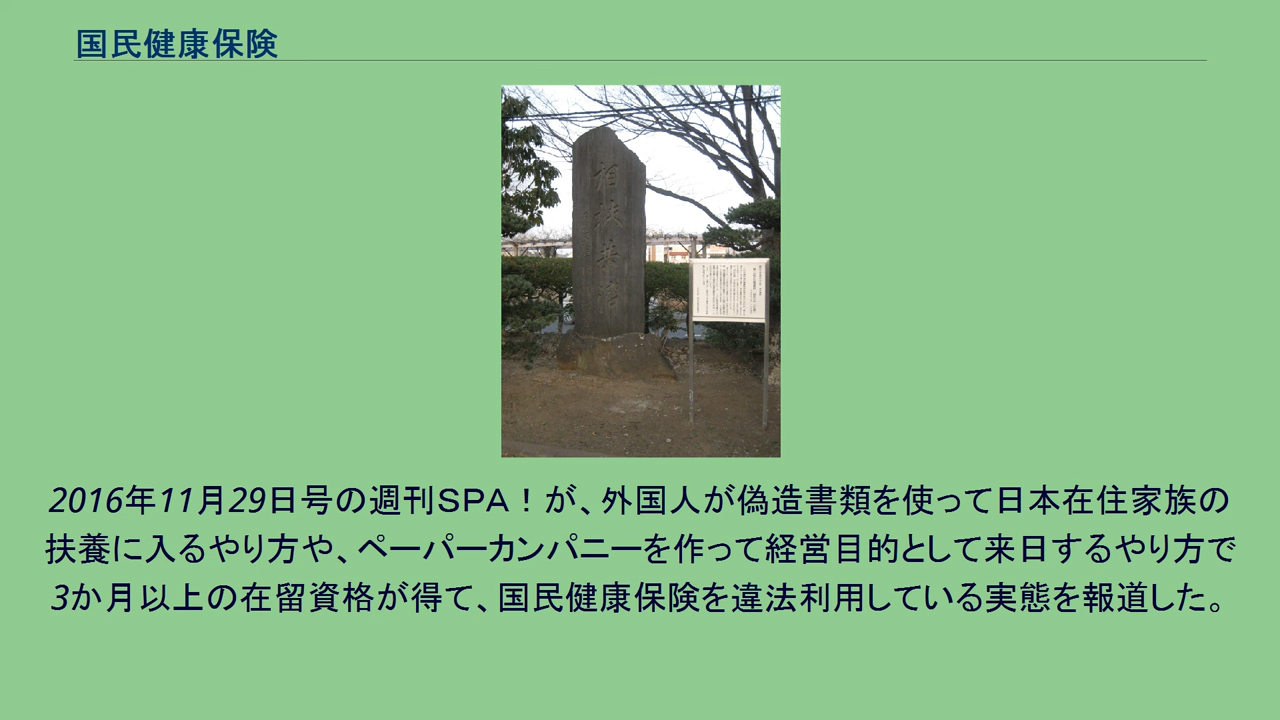 国民健康保険
相扶共済
2016年11月29日号の週刊ＳＰＡ！が、外国人が偽造書類を使って日本在住家族の
扶養に入るやり方や、ペーパーカンパニーを作って経営目的として来日するやり方で
3か月以上の在留資格が得て、国民健康保険を違法利用している実態を報道した。